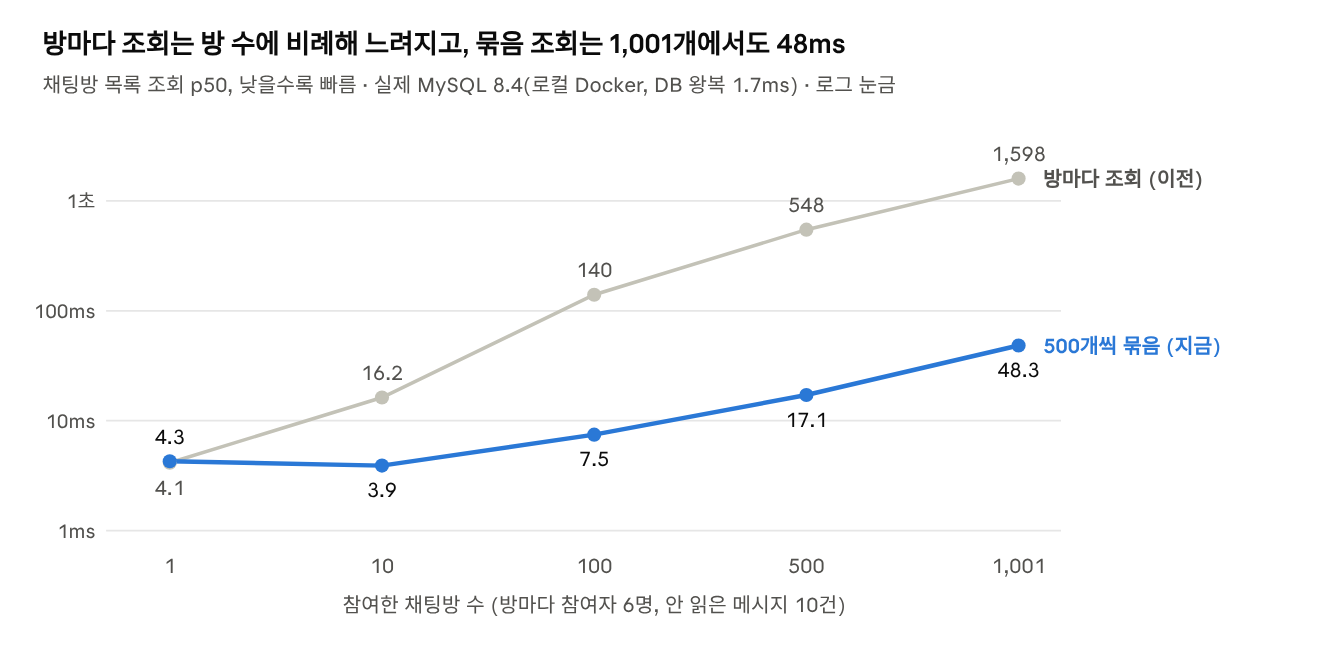 방마다 조회는 방 수에 비례해 느려지고, 묶음 조회는 1,001개에서도 48ms
채팅방 목록 조회 p50, 낮을수록 빠름 · 실제 MySQL 8.4(로컬 Docker, DB 왕복 1.7ms) · 로그 눈금
1,598
방마다 조회 (이전)
1초
548
140
100ms
500개씩 묶음 (지금)
48.3
16.2
17.1
10ms
4.3
7.5
4.1
3.9
1ms
1
10
100
500
1,001
참여한 채팅방 수 (방마다 참여자 6명, 안 읽은 메시지 10건)